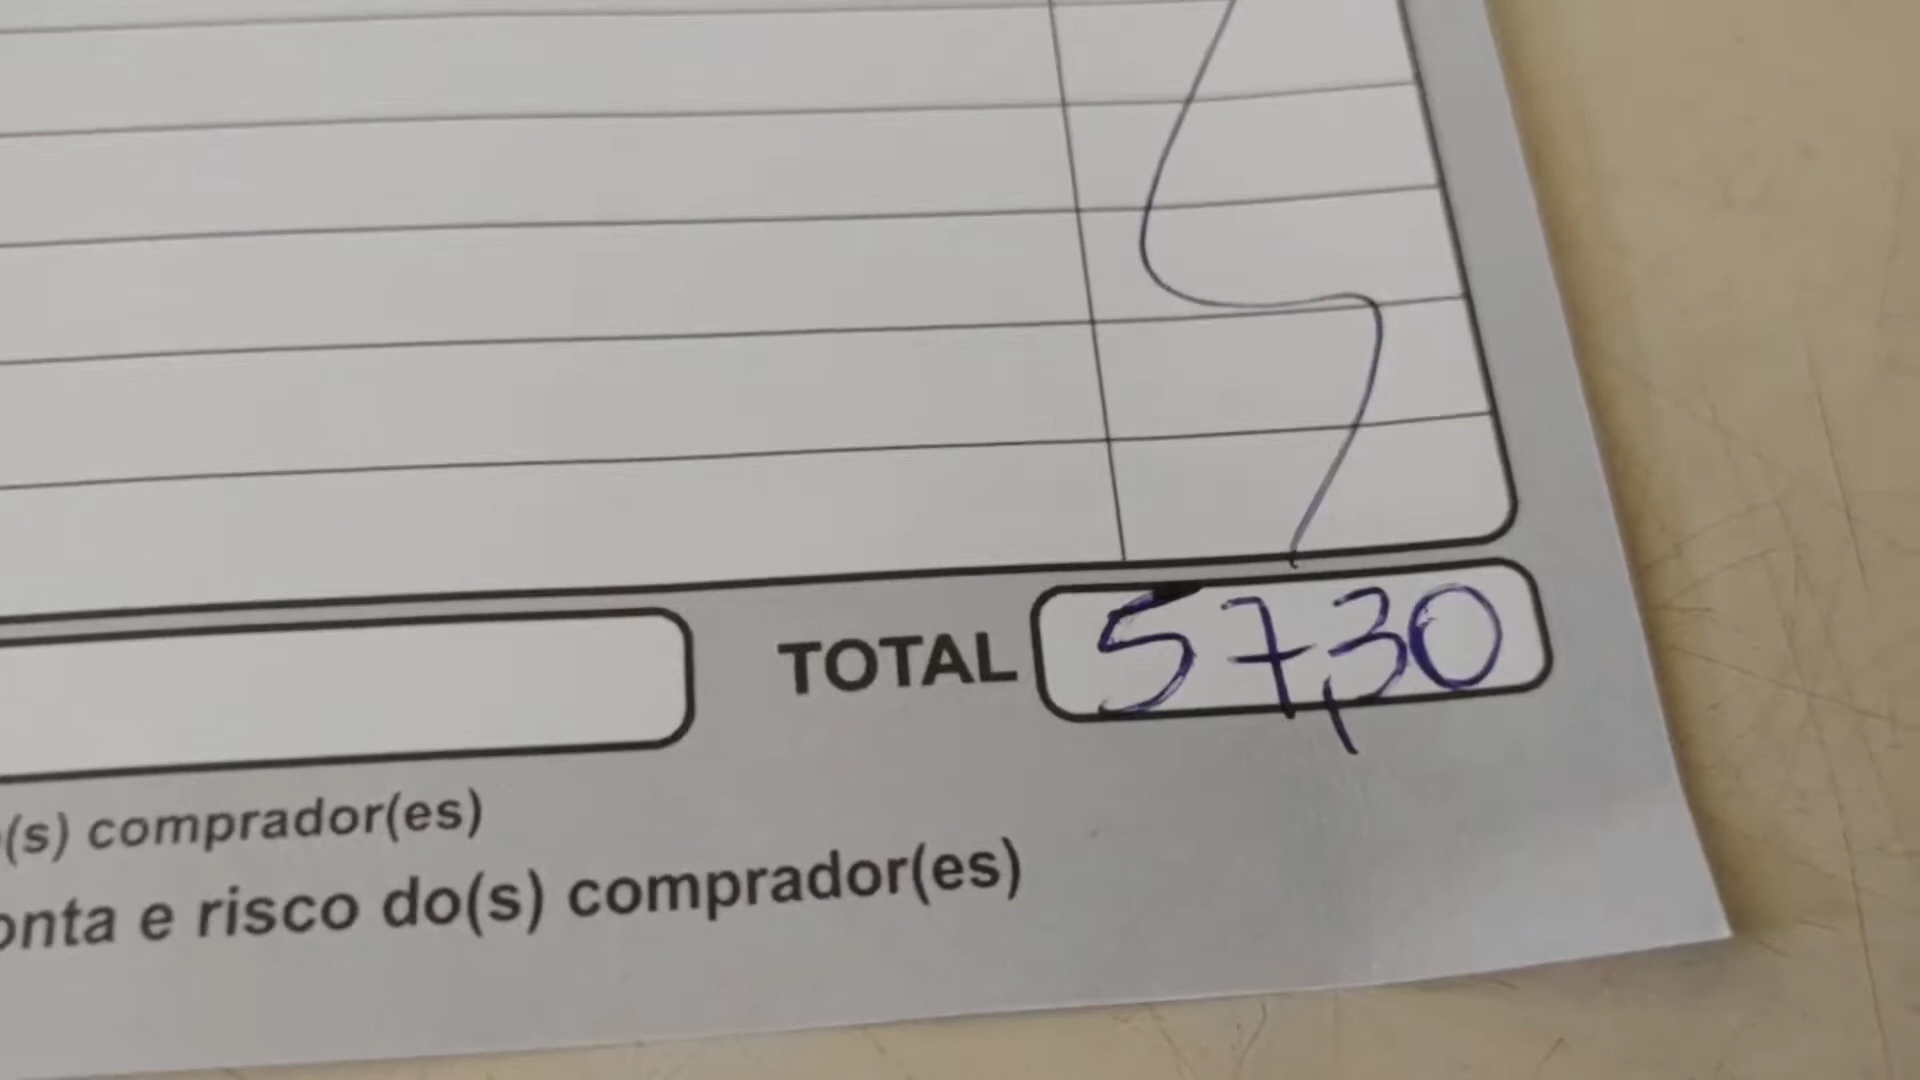 TOTAL 57,30
(s) comprador(es)
onta e risco do(s) comprador(es)